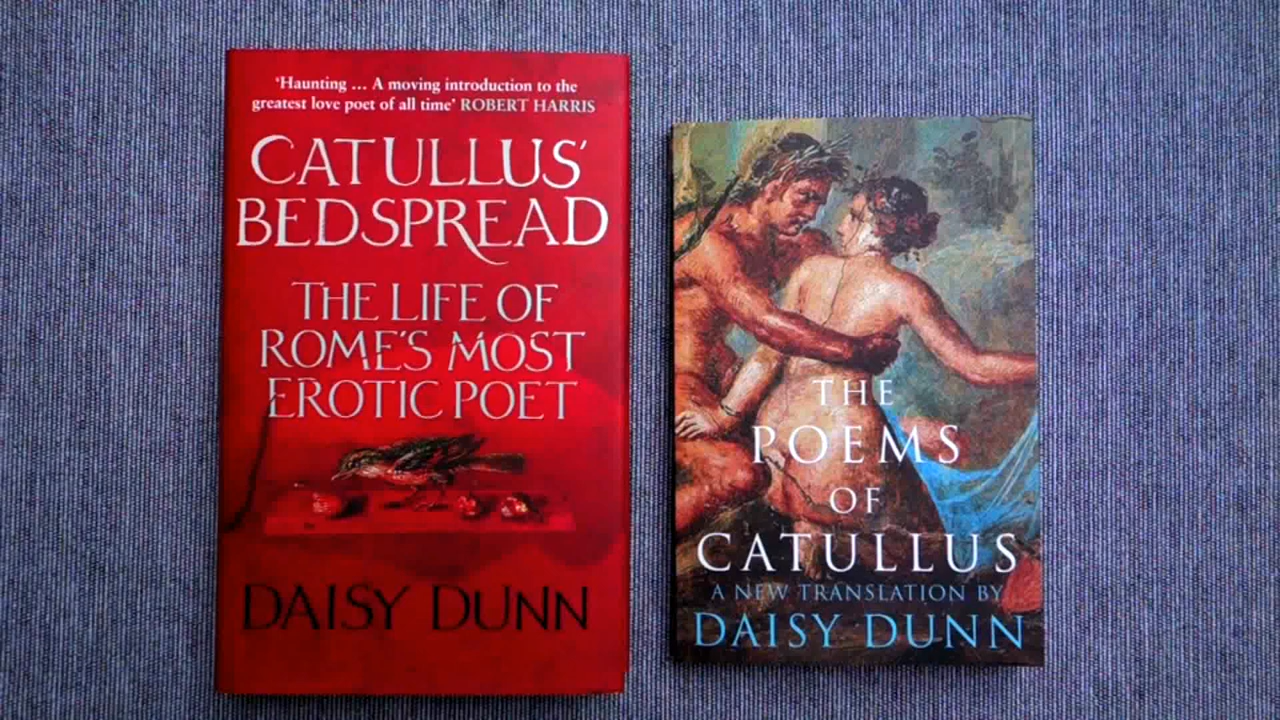 ‘Haunting ... A moving introduction to the
greatest love poet of all time’ ROBERT HARRIS
CATULLUS’
BEDSPREAD
THE LIFE OF
ROME’S MOST
EROTIC POET
DAISY DUNN
THE
POEMS
OF
CATULLUS
A NEW TRANSLATION BY
DAISY DUNN